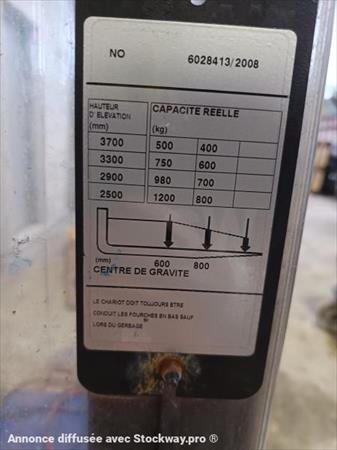 NO 6028413/2008
HAUTEUR CAPACITE REELLE
D' ELEVATION
(mm) (kg)
3700 500 400
3300 750 600
2900 980 700
2500 1200 800
(mm) 600 800
CENTRE DE GRAVITE
LE CHARIOT DOIT TOUJOURS ETRE
CONDUIT LES FOURCHES EN BAS SAUF
LORS DU GERBAGE
Annonce diffusée avec Stockway.pro ®